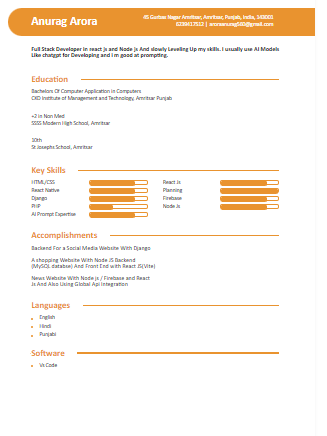 Anurag Arora
45 Gurbax Nagar Amritsar, Amritsar, Punjab, India, 143001
6239417512 | aroraanurag588@gmail.com
Full Stack Developer in react js and Node js And slowly Leveling Up my skills. I usually use AI Models
Like chatgpt for Developing and i m good at prompting.
Education
Bachelors Of Computer Application in Computers
CKD Institute of Management and Technology, Amritsar Punjab
+2 in Non Med
SSSS Modern High School, Amritsar
10th
St Josephs School, Amritsar
Key Skills
HTML/CSS
React Js
React Native
Planning
Django
Firebase
PHP
Node js
AI Prompt Expertise
Accomplishments
Backend For a Social Media Website With Django
A shopping Website With Node JS Backend
(MySQL databse) And Front End with React JS(Vite)
News Website With Node js / Firebase and React
Js And Also Using Global Api Integration
Languages
English
Hindi
Punjabi
Software
Vs Code